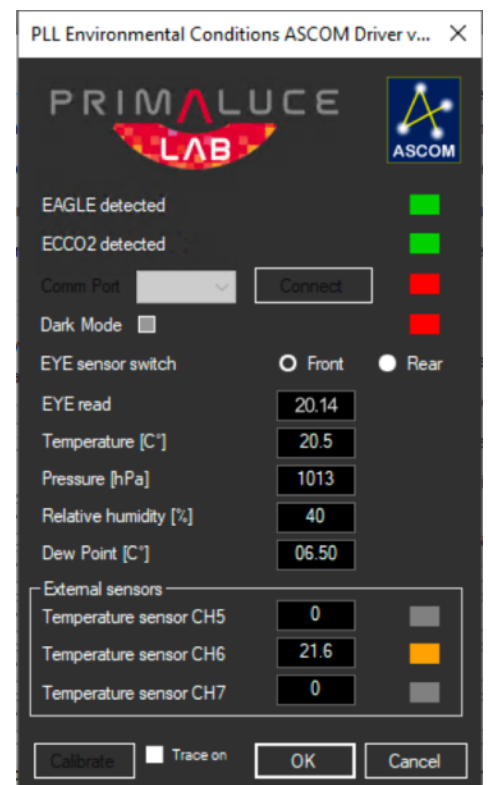 PLL Environmental Conditions ASCOM Driver v...
PRIMALUCE
LAB
ASCOM
EAGLE detected
ECCO2 detected
Comm Port Connect
Dark Mode
EYE sensor switch Front Rear
EYE read 20.14
Temperature [C°] 20.5
Pressure [hPa] 1013
Relative humidity [%] 40
Dew Point [C°] 06.50
External sensors
Temperature sensor CH5 0
Temperature sensor CH6 21.6
Temperature sensor CH7 0
Calibrate Trace on OK Cancel